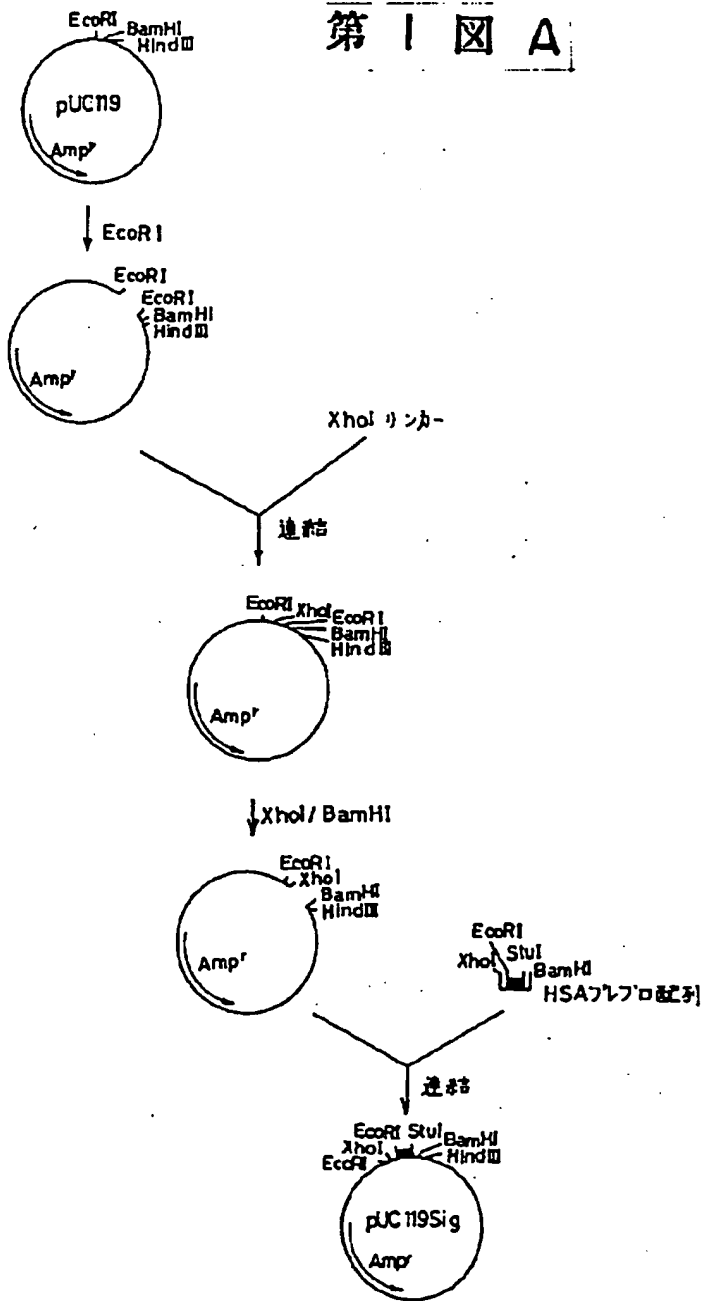 第1図 A
EcoRI
BamHI
HindIII
pUC119
Ampr
EcoRI
EcoRI
EcoRI
BamHI
HindIII
Ampr
XhoI リンカー
連結
EcoRI
XhoI
EcoRI
BamHI
HindIII
Ampr
XhoI/BamHI
EcoRI
XhoI
BamHI
HindIII
Ampr
EcoRI
StuI
XhoI
BamHI
HSAプレプロ配列
連結
EcoRI StuI
BamHI
XhoI
HindIII
EcoRI
pUC119Sig
Ampr